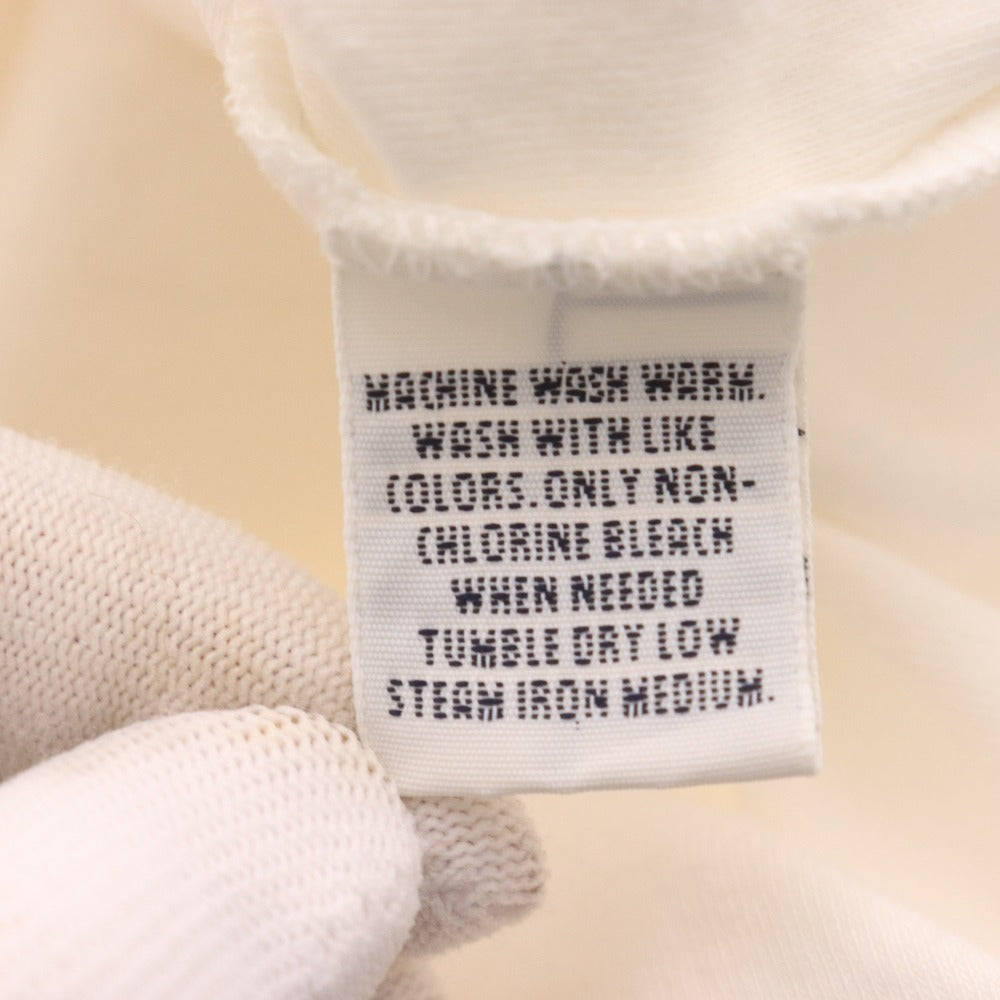 MACHINE WASH WARM.
WASH WITH LIKE
COLORS. ONLY NON-
CHLORINE BLEACH
WHEN NEEDED
TUMBLE DRY LOW
STEAM IRON MEDIUM.